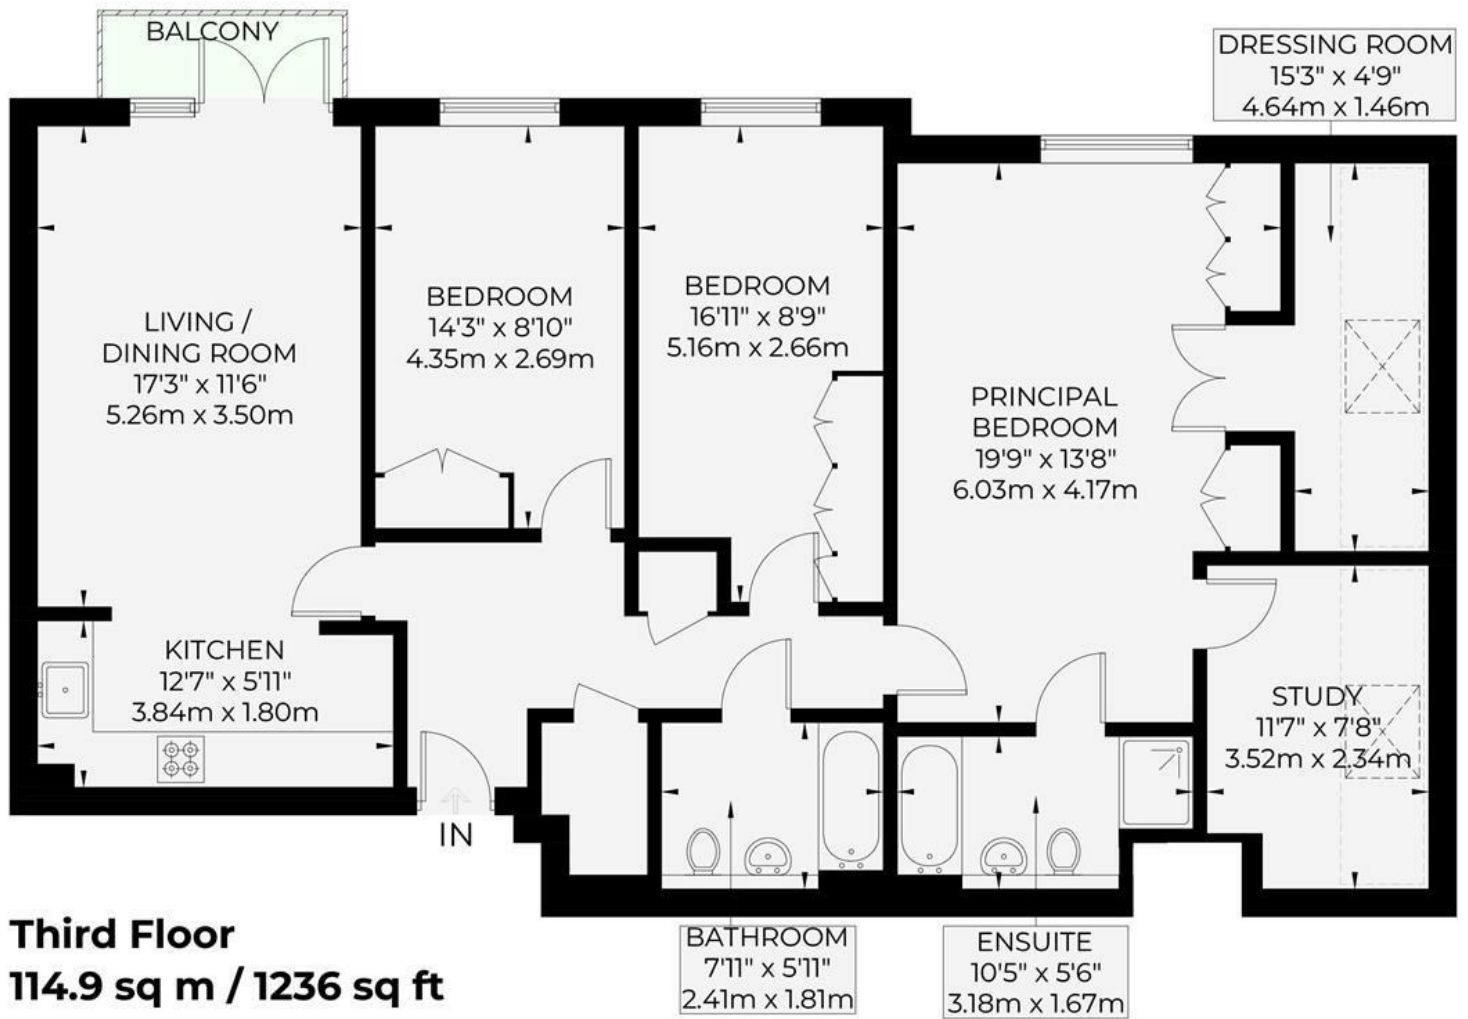 BALCONY
DRESSING ROOM
15'3" x 4'9"
4.64m x 1.46m
LIVING /
DINING ROOM
17'3" x 11'6"
5.26m x 3.50m
BEDROOM
14'3" x 8'10"
4.35m x 2.69m
BEDROOM
16'11" x 8'9"
5.16m x 2.66m
PRINCIPAL
BEDROOM
19'9" x 13'8"
6.03m x 4.17m
KITCHEN
12'7" x 5'11"
3.84m x 1.80m
STUDY
11'7" x 7'8"
3.52m x 2.34m
IN
BATHROOM
7'11" x 5'11"
2.41m x 1.81m
ENSUITE
10'5" x 5'6"
3.18m x 1.67m
Third Floor
114.9 sq m / 1236 sq ft